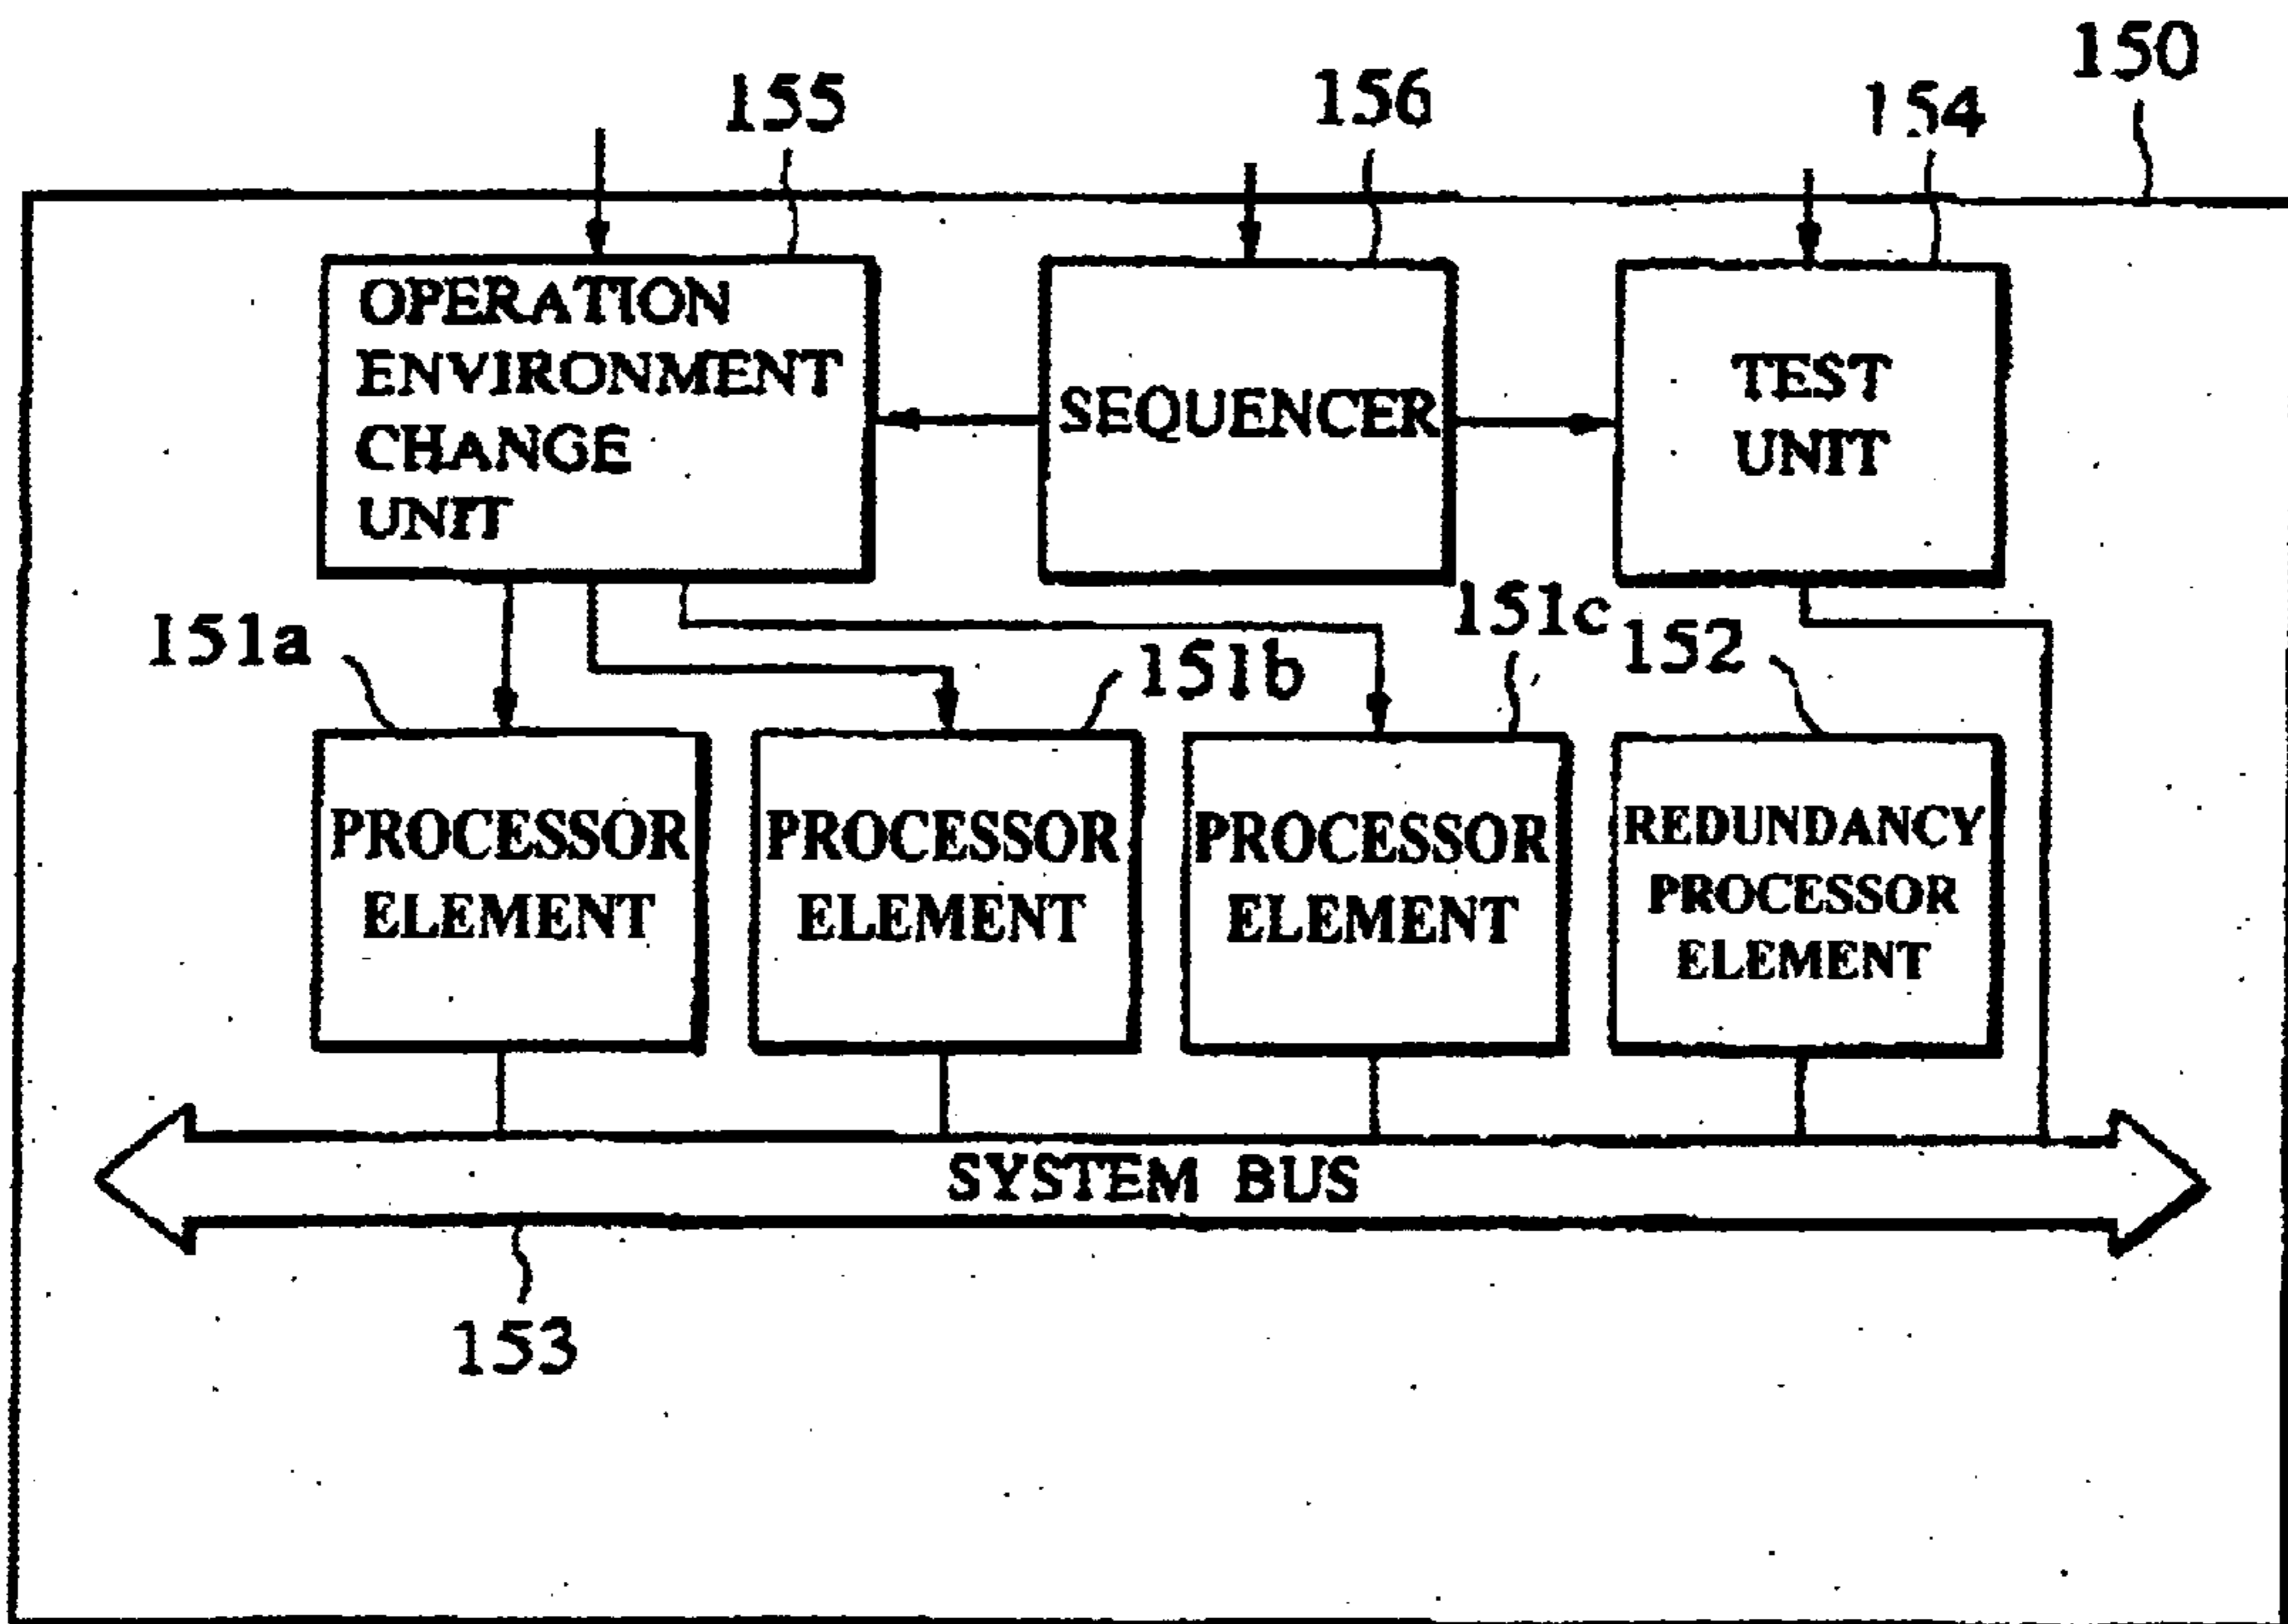 150
155
156
154
OPERATION
ENVIRONMENT
CHANGE
UNIT
SEQUENCER
TEST
UNIT
151a
151b
151c
152
PROCESSOR
ELEMENT
PROCESSOR
ELEMENT
PROCESSOR
ELEMENT
REDUNDANCY
PROCESSOR
ELEMENT
SYSTEM BUS
153